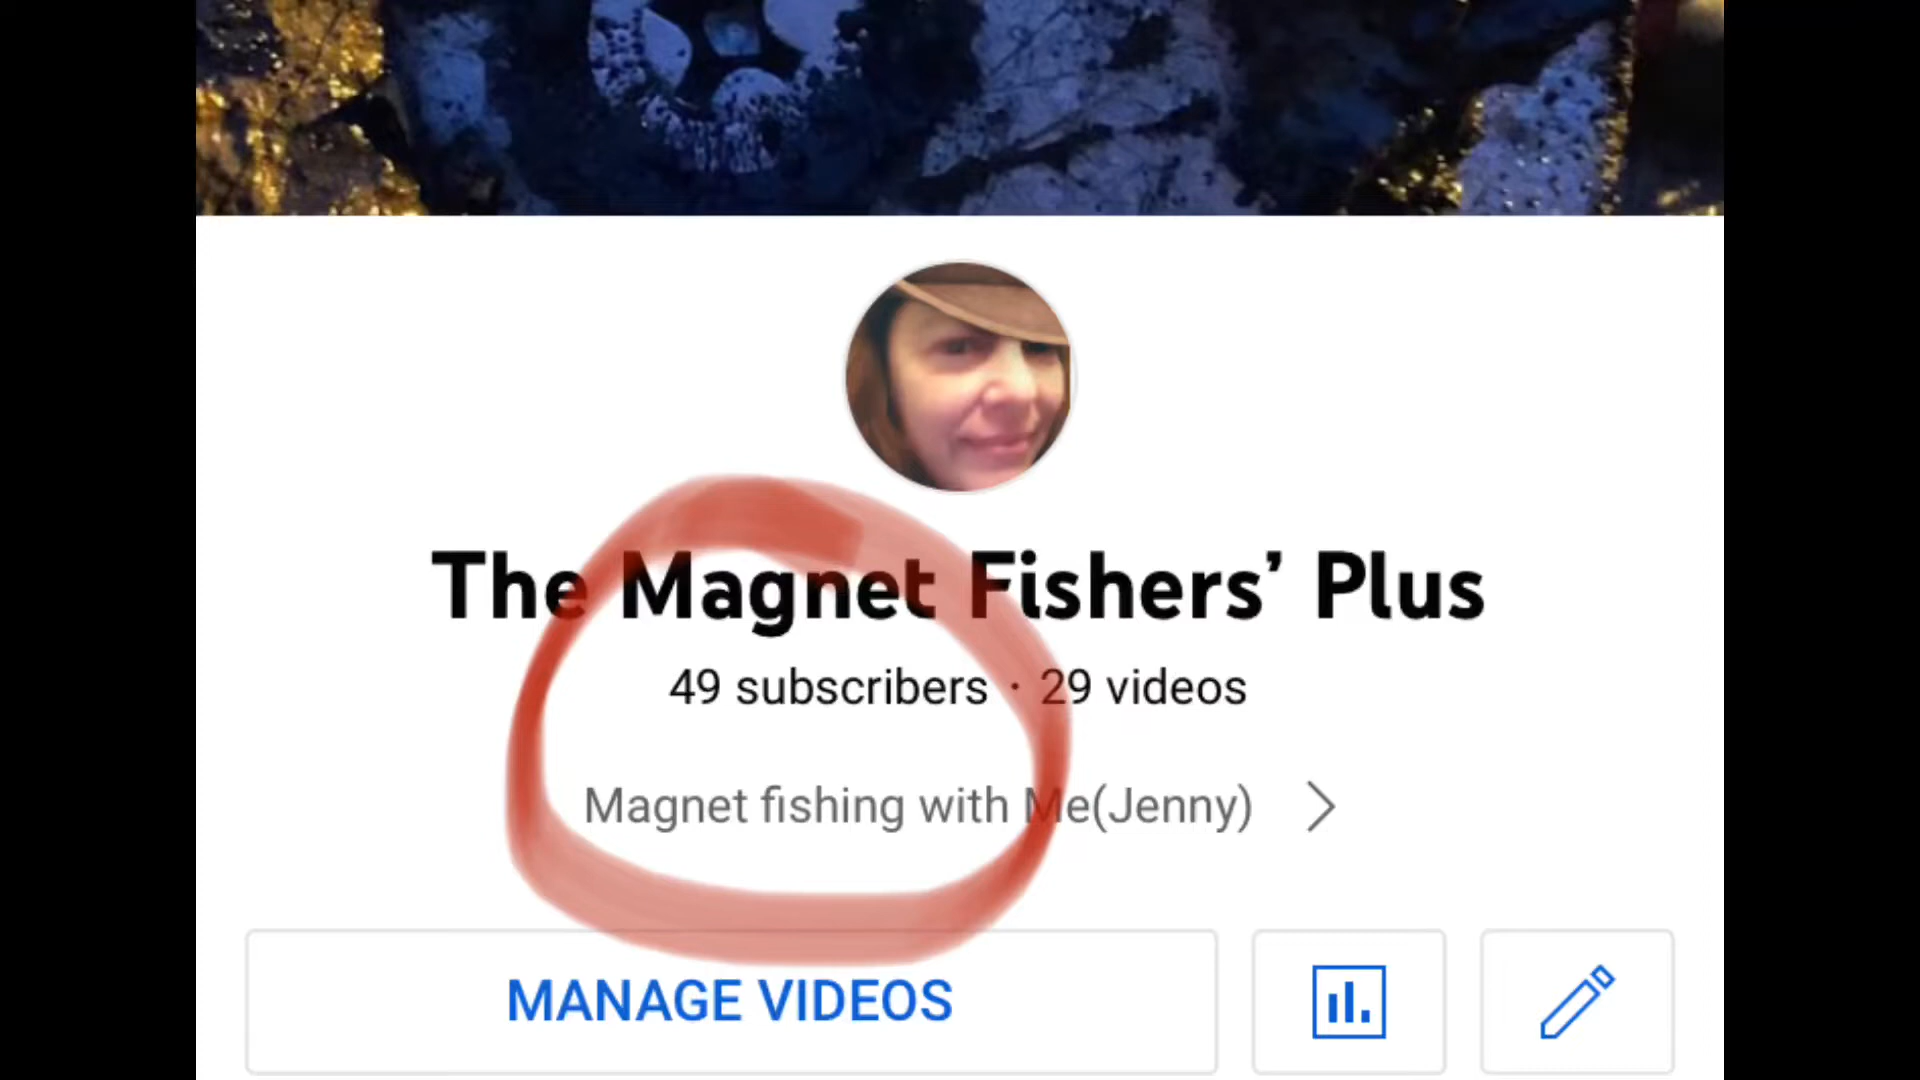 The Magnet Fishers’ Plus
49 subscribers · 29 videos
Magnet fishing with Me(Jenny)
MANAGE VIDEOS